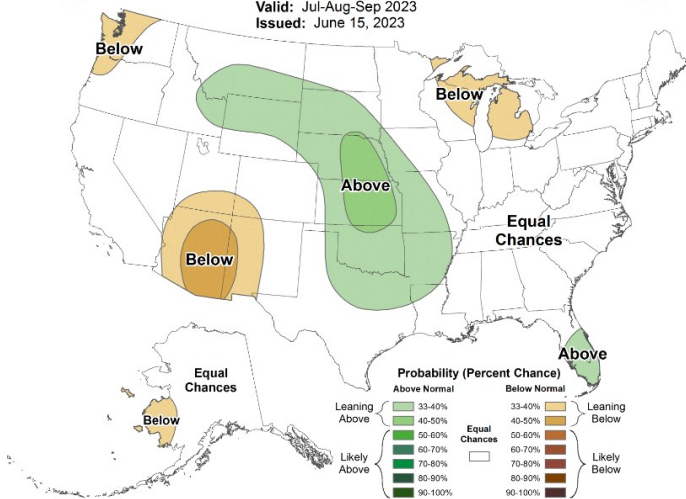 Valid: Jul-Aug-Sep 2023
Issued: June 15, 2023
Below
Below
Above
Equal
Chances
Below
Above
Equal
Chances
Below
Probability (Percent Chance)
Above Normal
Below Normal
Leaning
Above
33-40%
40-50%
Likely
Above
50-60%
60-70%
70-80%
80-90%
90-100%
Equal
Chances
33-40%
40-50%
Leaning
Below
50-60%
60-70%
70-80%
80-90%
90-100%
Likely
Below